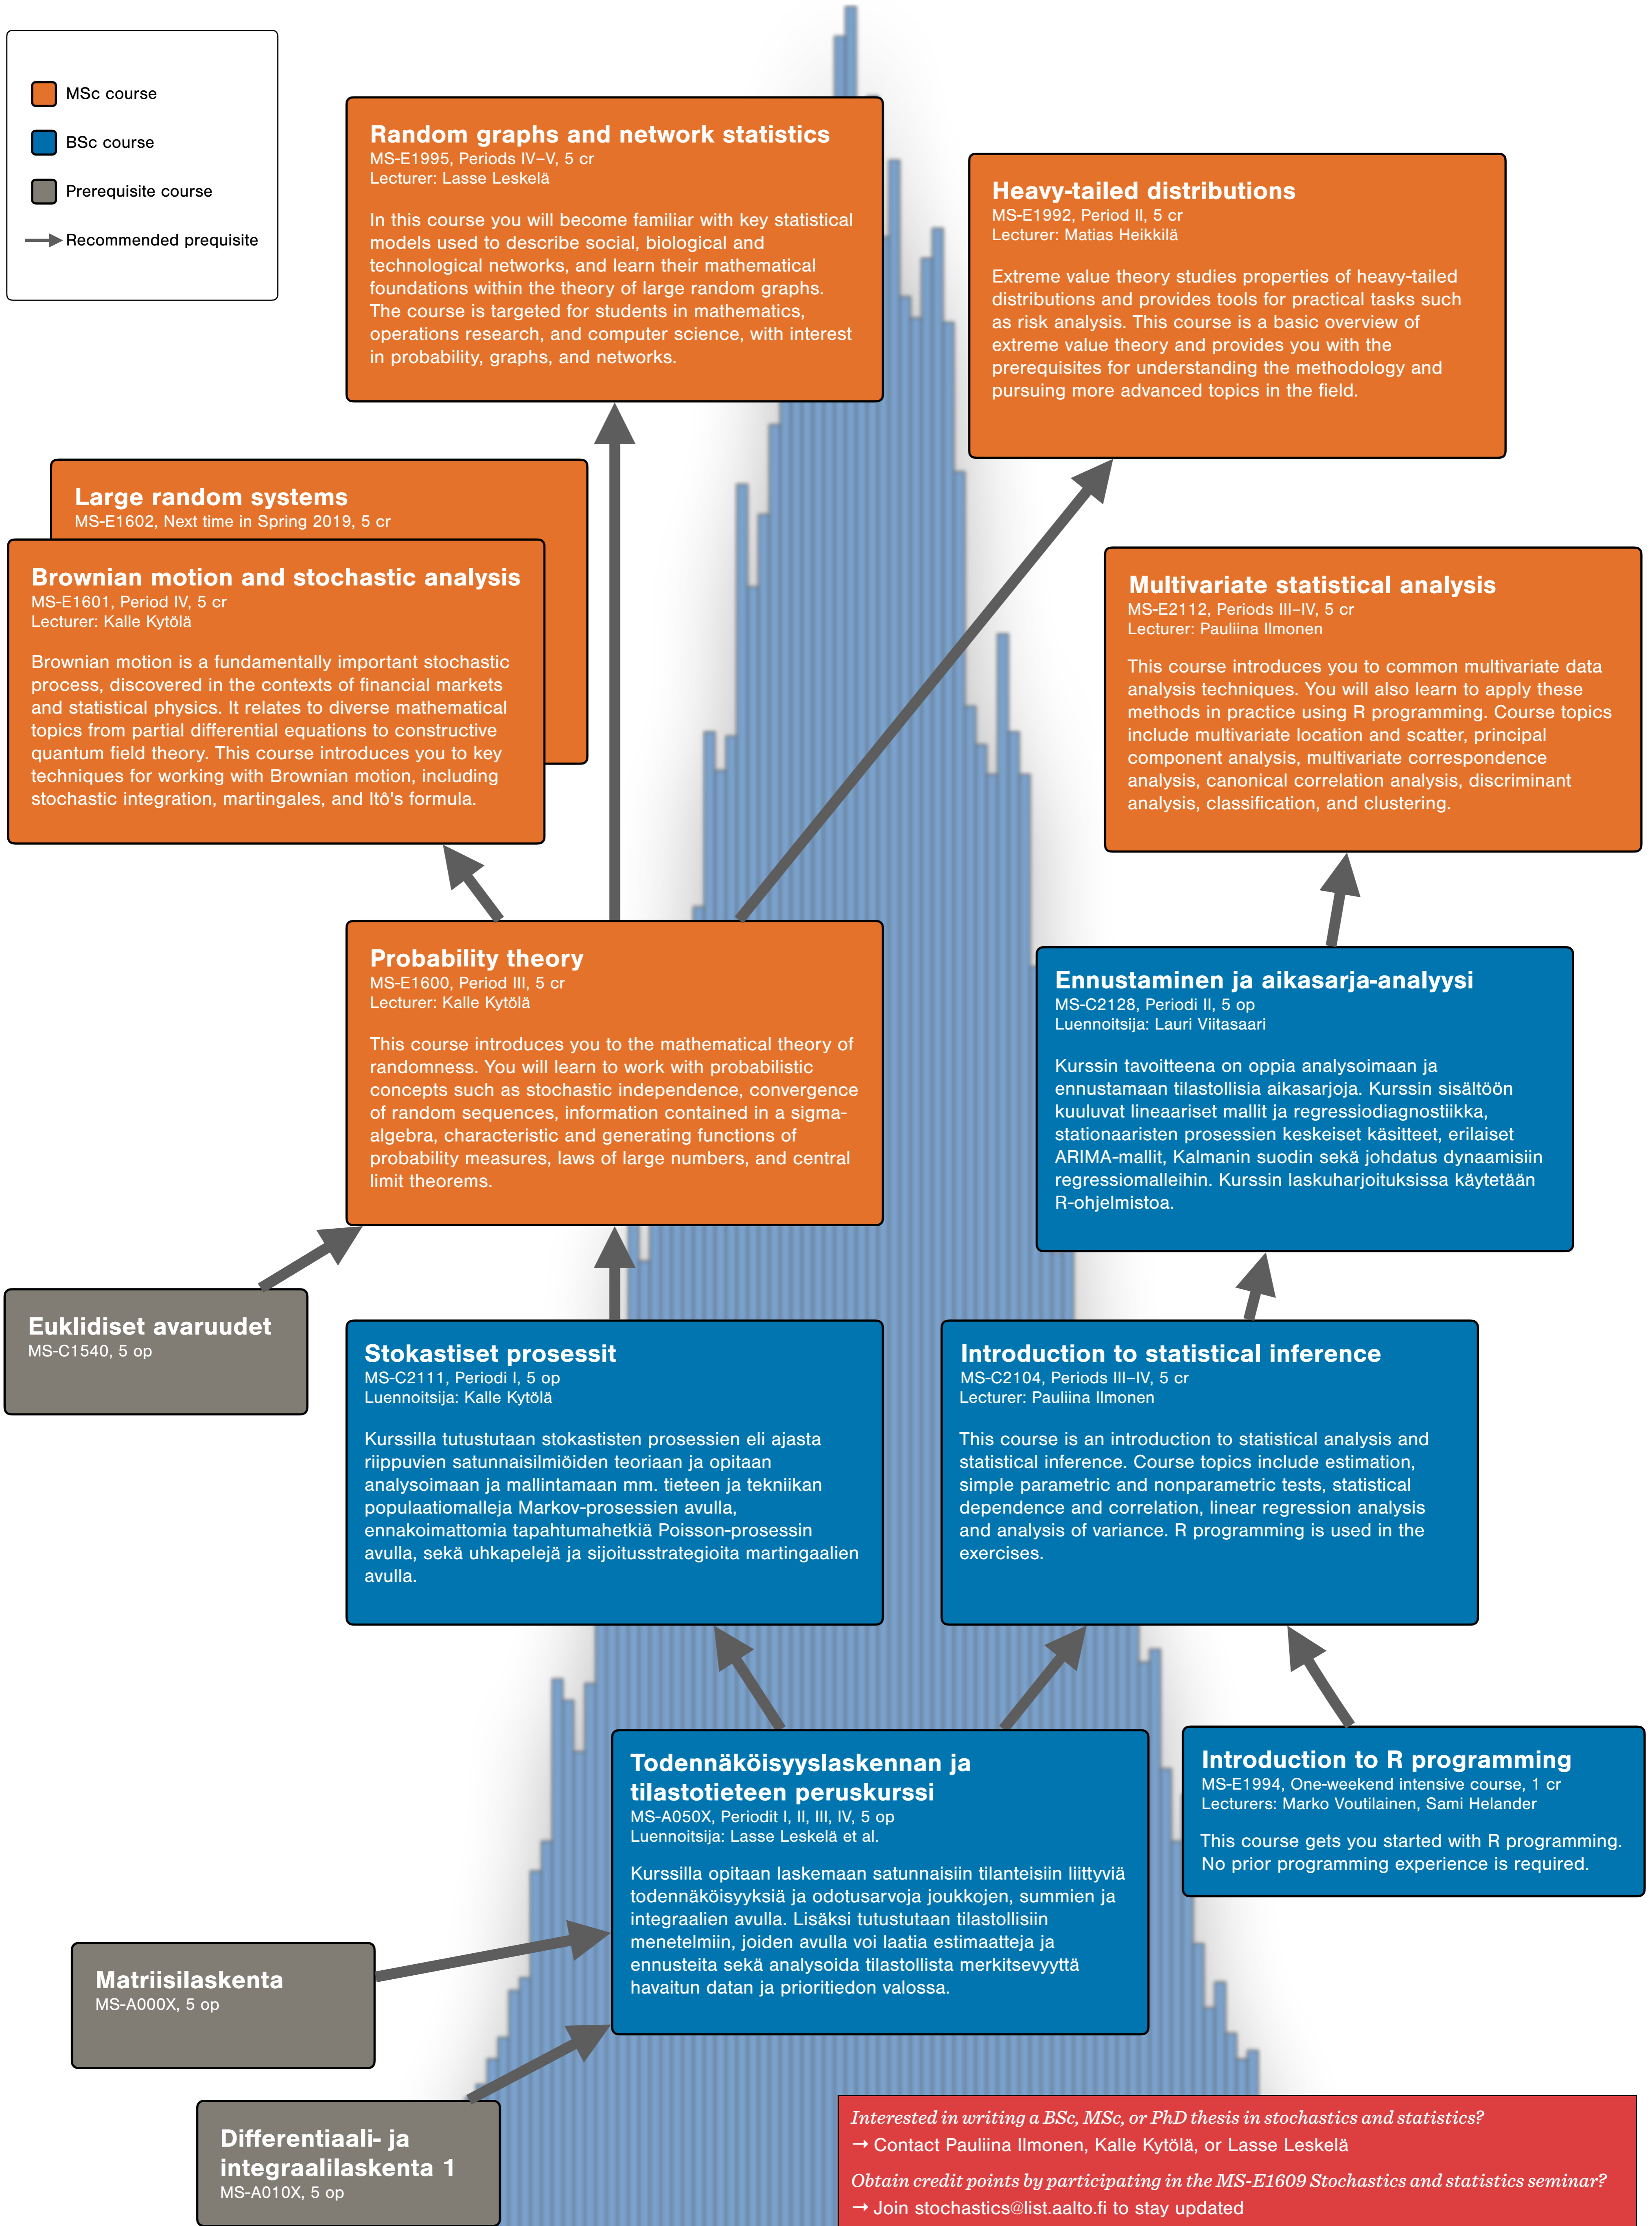 MSc course
BSc course
Prerequisite course
Recommended prequisite
Random graphs and network statistics
MS-E1995, Periods IV–V, 5 cr
Lecturer: Lasse Leskelä
In this course you will become familiar with key statistical
models used to describe social, biological and
technological networks, and learn their mathematical
foundations within the theory of large random graphs.
The course is targeted for students in mathematics,
operations research, and computer science, with interest
in probability, graphs, and networks.
Heavy-tailed distributions
MS-E1992, Period II, 5 cr
Lecturer: Matias Heikkilä
Extreme value theory studies properties of heavy-tailed
distributions and provides tools for practical tasks such
as risk analysis. This course is a basic overview of
extreme value theory and provides you with the
prerequisites for understanding the methodology and
pursuing more advanced topics in the field.
Large random systems
MS-E1602, Next time in Spring 2019, 5 cr
Brownian motion and stochastic analysis
MS-E1601, Period IV, 5 cr
Lecturer: Kalle Kytölä
Brownian motion is a fundamentally important stochastic
process, discovered in the contexts of financial markets
and statistical physics. It relates to diverse mathematical
topics from partial differential equations to constructive
quantum field theory. This course introduces you to key
techniques for working with Brownian motion, including
stochastic integration, martingales, and Itô's formula.
Multivariate statistical analysis
MS-E2112, Periods III–IV, 5 cr
Lecturer: Pauliina Ilmonen
This course introduces you to common multivariate data
analysis techniques. You will also learn to apply these
methods in practice using R programming. Course topics
include multivariate location and scatter, principal
component analysis, multivariate correspondence
analysis, canonical correlation analysis, discriminant
analysis, classification, and clustering.
Probability theory
MS-E1600, Period III, 5 cr
Lecturer: Kalle Kytölä
This course introduces you to the mathematical theory of
randomness. You will learn to work with probabilistic
concepts such as stochastic independence, convergence
of random sequences, information contained in a sigma-
algebra, characteristic and generating functions of
probability measures, laws of large numbers, and central
limit theorems.
Ennustaminen ja aikasarja-analyysi
MS-C2128, Periodi II, 5 op
Luennoitsija: Lauri Viitasaari
Kurssin tavoitteena on oppia analysoimaan ja
ennustamaan tilastollisia aikasarjoja. Kurssin sisältöön
kuuluvat lineaariset mallit ja regressiodiagnostiikka,
stationaaristen prosessien keskeiset käsitteet, erilaiset
ARIMA-mallit, Kalmanin suodin sekä johdatus dynaamisiin
regressiomalleihin. Kurssin laskuharjoituksissa käytetään
R-ohjelmistoa.
Euklidiset avaruudet
MS-C1540, 5 op
Stokastiset prosessit
MS-C2111, Periodi I, 5 op
Luennoitsija: Kalle Kytölä
Kurssilla tutustutaan stokastisten prosessien eli ajasta
riippuvien satunnaisilmiöiden teoriaan ja opitaan
analysoimaan ja mallintamaan mm. tieteen ja tekniikan
populaatiomalleja Markov-prosessien avulla,
ennakoimattomia tapahtumahetkiä Poisson-prosessin
avulla, sekä uhkapelejä ja sijoitusstrategioita martingaalien
avulla.
Introduction to statistical inference
MS-C2104, Periods III–IV, 5 cr
Lecturer: Pauliina Ilmonen
This course is an introduction to statistical analysis and
statistical inference. Course topics include estimation,
simple parametric and nonparametric tests, statistical
dependence and correlation, linear regression analysis
and analysis of variance. R programming is used in the
exercises.
Todennäköisyyslaskennan ja
tilastotieteen peruskurssi
MS-A050X, Periodit I, II, III, IV, 5 op
Luennoitsija: Lasse Leskelä et al.
Kurssilla opitaan laskemaan satunnaisiin tilanteisiin liittyviä
todennäköisyyksiä ja odotusarvoja joukkojen, summien ja
integraalien avulla. Lisäksi tutustutaan tilastollisiin
menetelmiin, joiden avulla voi laatia estimaatteja ja
ennusteita sekä analysoida tilastollista merkitsevyyttä
havaitun datan ja prioritiedon valossa.
Introduction to R programming
MS-E1994, One-weekend intensive course, 1 cr
Lecturers: Marko Voutilainen, Sami Helander
This course gets you started with R programming.
No prior programming experience is required.
Matriisilaskenta
MS-A000X, 5 op
Differentiaali- ja
integraalilaskenta 1
MS-A010X, 5 op
Interested in writing a BSc, MSc, or PhD thesis in stochastics and statistics?
→ Contact Pauliina Ilmonen, Kalle Kytölä, or Lasse Leskelä
Obtain credit points by participating in the MS-E1609 Stochastics and statistics seminar?
→ Join stochastics@list.aalto.fi to stay updated